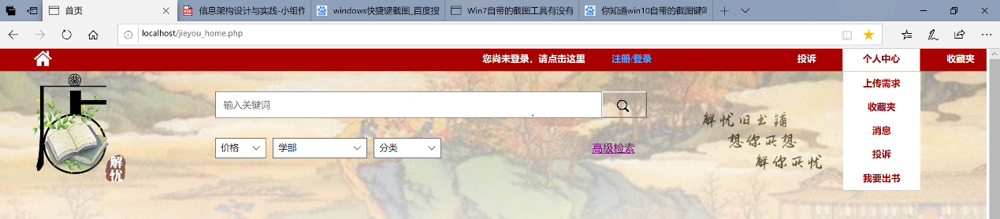 首页
信息架构设计与实践-小组作
windows快捷键截图_百度搜
Win7自带的截图工具有没有
你知道win10自带的截图键吗
localhost/jieyou_home.php
您尚未登录，请点击这里 注册/登录 投诉 个人中心 收藏夹
上传需求
收藏夹
消息
投诉
我要出书
输入关键词
价格 学部 分类 高级检索
解忧旧书铺
想你所想
解你所忧
解忧